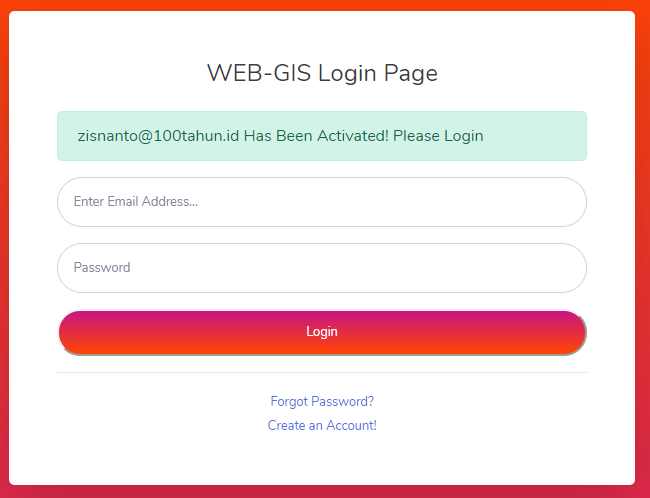 WEB-GIS Login Page
zisnanto@100tahun.id Has Been Activated! Please Login
Enter Email Address...
Password
Login
Forgot Password?
Create an Account!